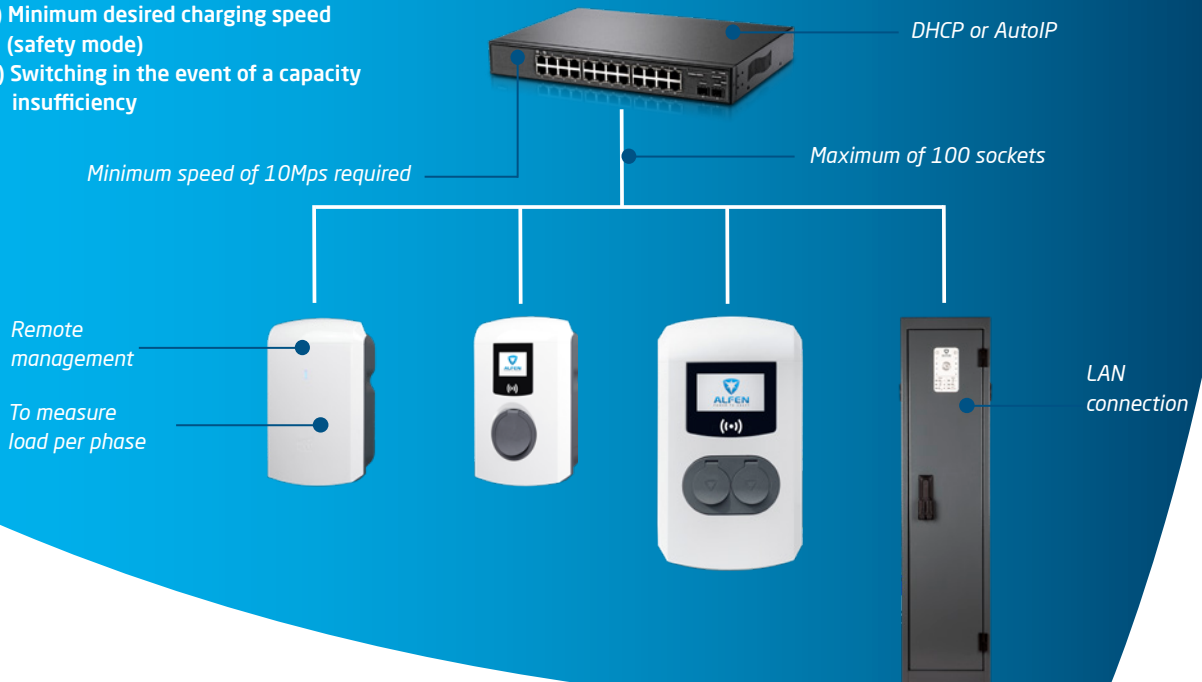 ) Minimum desired charging speed
(safety mode)
) Switching in the event of a capacity
insufficiency
DHCP or AutoIP
Minimum speed of 10Mps required
Maximum of 100 sockets
Remote
management
To measure
load per phase
LAN
connection
ALFEN
ALFEN